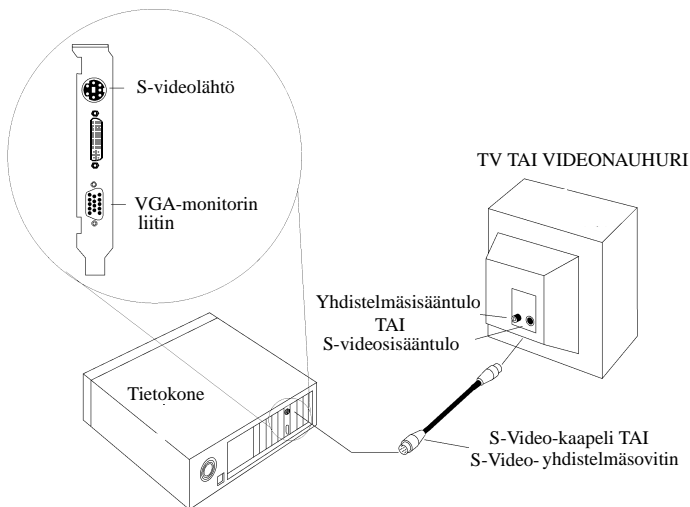 S-videolähtö
VGA-monitorin
liitin
TV TAI VIDEONAUHURI
Yhdistelmäsisääntulo
TAI
S-videosisääntulo
Tietokone
S-Video-kaapeli TAI
S-Video- yhdistelmäsovitin